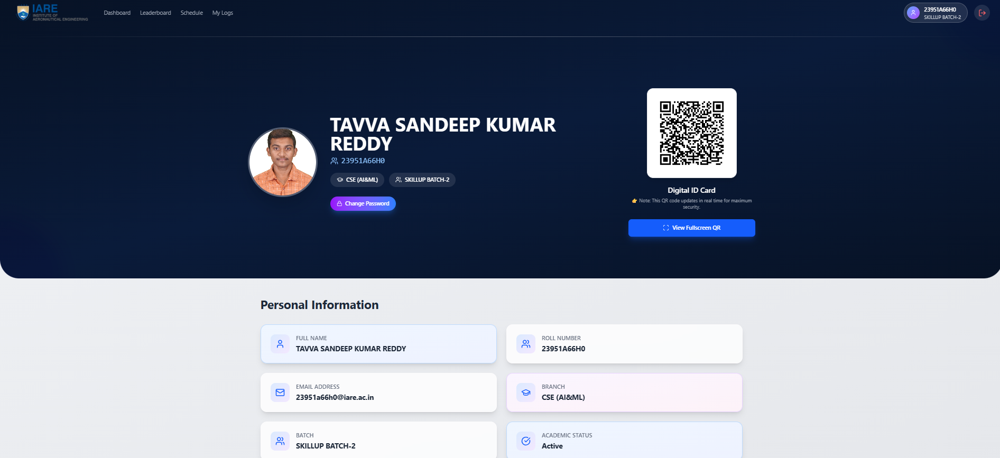 IARE
INSTITUTE OF
AERONAUTICAL ENGINEERING
Dashboard
Leaderboard
Schedule
My Logs
23951A66H0
SKILLUP BATCH-2
TAVVA SANDEEP KUMAR
REDDY
23951A66H0
CSE (AI&ML)
SKILLUP BATCH-2
Change Password
Digital ID Card
👉 Note: This QR code updates in real time for maximum
security.
View Fullscreen QR
Personal Information
FULL NAME
TAVVA SANDEEP KUMAR REDDY
ROLL NUMBER
23951A66H0
EMAIL ADDRESS
23951a66h0@iare.ac.in
BRANCH
CSE (AI&ML)
BATCH
SKILLUP BATCH-2
ACADEMIC STATUS
Active